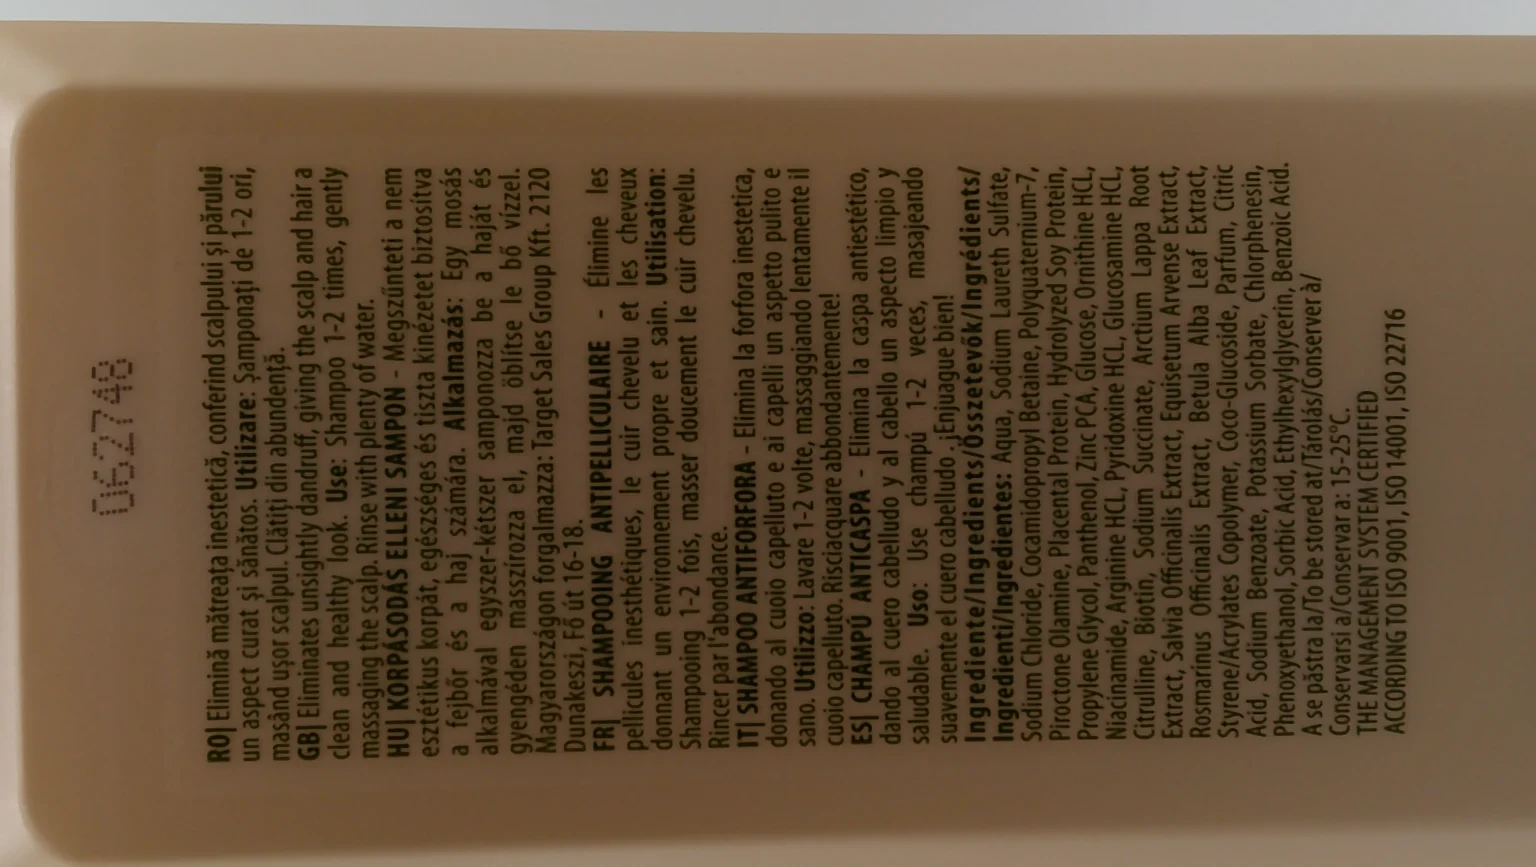 062748
RO| Elimină mătreața inestetică, conferind scalpului și părului
un aspect curat și sănătos. Utilizare: Șamponați de 1-2 ori,
masând ușor scalpul. Clătiți din abundență.
GB| Eliminates unsightly dandruff, giving the scalp and hair a
clean and healthy look. Use: Shampoo 1-2 times, gently
massaging the scalp. Rinse with plenty of water.
HU| KORPÁSODÁS ELLENI SAMPON - Megszűnteti a nem
esztétikus korpát, egészséges és tiszta kinézetet biztosítva
a fejbőr és a haj számára. Alkalmazás: Egy mosás
alkalmával egyszer-kétszer samponozza be a haját és
gyengéden masszírozza el, majd öblítse le bő vízzel.
Magyarországon forgalmazza: Target Sales Group Kft. 2120
Dunakeszi, Fő út 16-18.
FR| SHAMPOOING ANTIPELLICULAIRE - Élimine les
pellicules inesthétiques, le cuir chevelu et les cheveux
donnant un environnement propre et sain. Utilisation:
Shampooing 1-2 fois, masser doucement le cuir chevelu.
Rincer par l'abondance.
IT| SHAMPOO ANTIFORFORA - Elimina la forfora inestetica,
donando al cuoio capelluto e ai capelli un aspetto pulito e
sano. Utilizzo: Lavare 1-2 volte, massaggiando lentamente il
cuoio capelluto. Risciacquare abbondantemente!
ES| CHAMPÚ ANTICASPA - Elimina la caspa antiestético,
dando al cuero cabelludo y al cabello un aspecto limpio y
saludable. Uso: Use champú 1-2 veces, masajeando
suavemente el cuero cabelludo .¡Enjuague bien!
Ingrediente/Ingredients/Összetevők/Ingrédients/
Ingredienti/Ingredientes: Aqua, Sodium Laureth Sulfate,
Sodium Chloride, Cocamidopropyl Betaine, Polyquaternium-7,
Piroctone Olamine, Placental Protein, Hydrolyzed Soy Protein,
Propylene Glycol, Panthenol, Zinc PCA, Glucose, Ornithine HCL,
Niacinamide, Arginine HCL, Pyridoxine HCL, Glucosamine HCL,
Citrulline, Biotin, Sodium Succinate, Arctium Lappa Root
Extract, Salvia Officinalis Extract, Equisetum Arvense Extract,
Rosmarinus Officinalis Extract, Betula Alba Leaf Extract,
Styrene/Acrylates Copolymer, Coco-Glucoside, Parfum, Citric
Acid, Sodium Benzoate, Potassium Sorbate, Chlorphenesin,
Phenoxyethanol, Sorbic Acid, Ethylhexylglycerin, Benzoic Acid.
A se păstra la/To be stored at/Tárolás/Conserver à/
Conservarsi a/Conservar a: 15-25°C.
THE MANAGEMENT SYSTEM CERTIFIED
ACCORDING TO ISO 9001, ISO 14001, ISO 22716